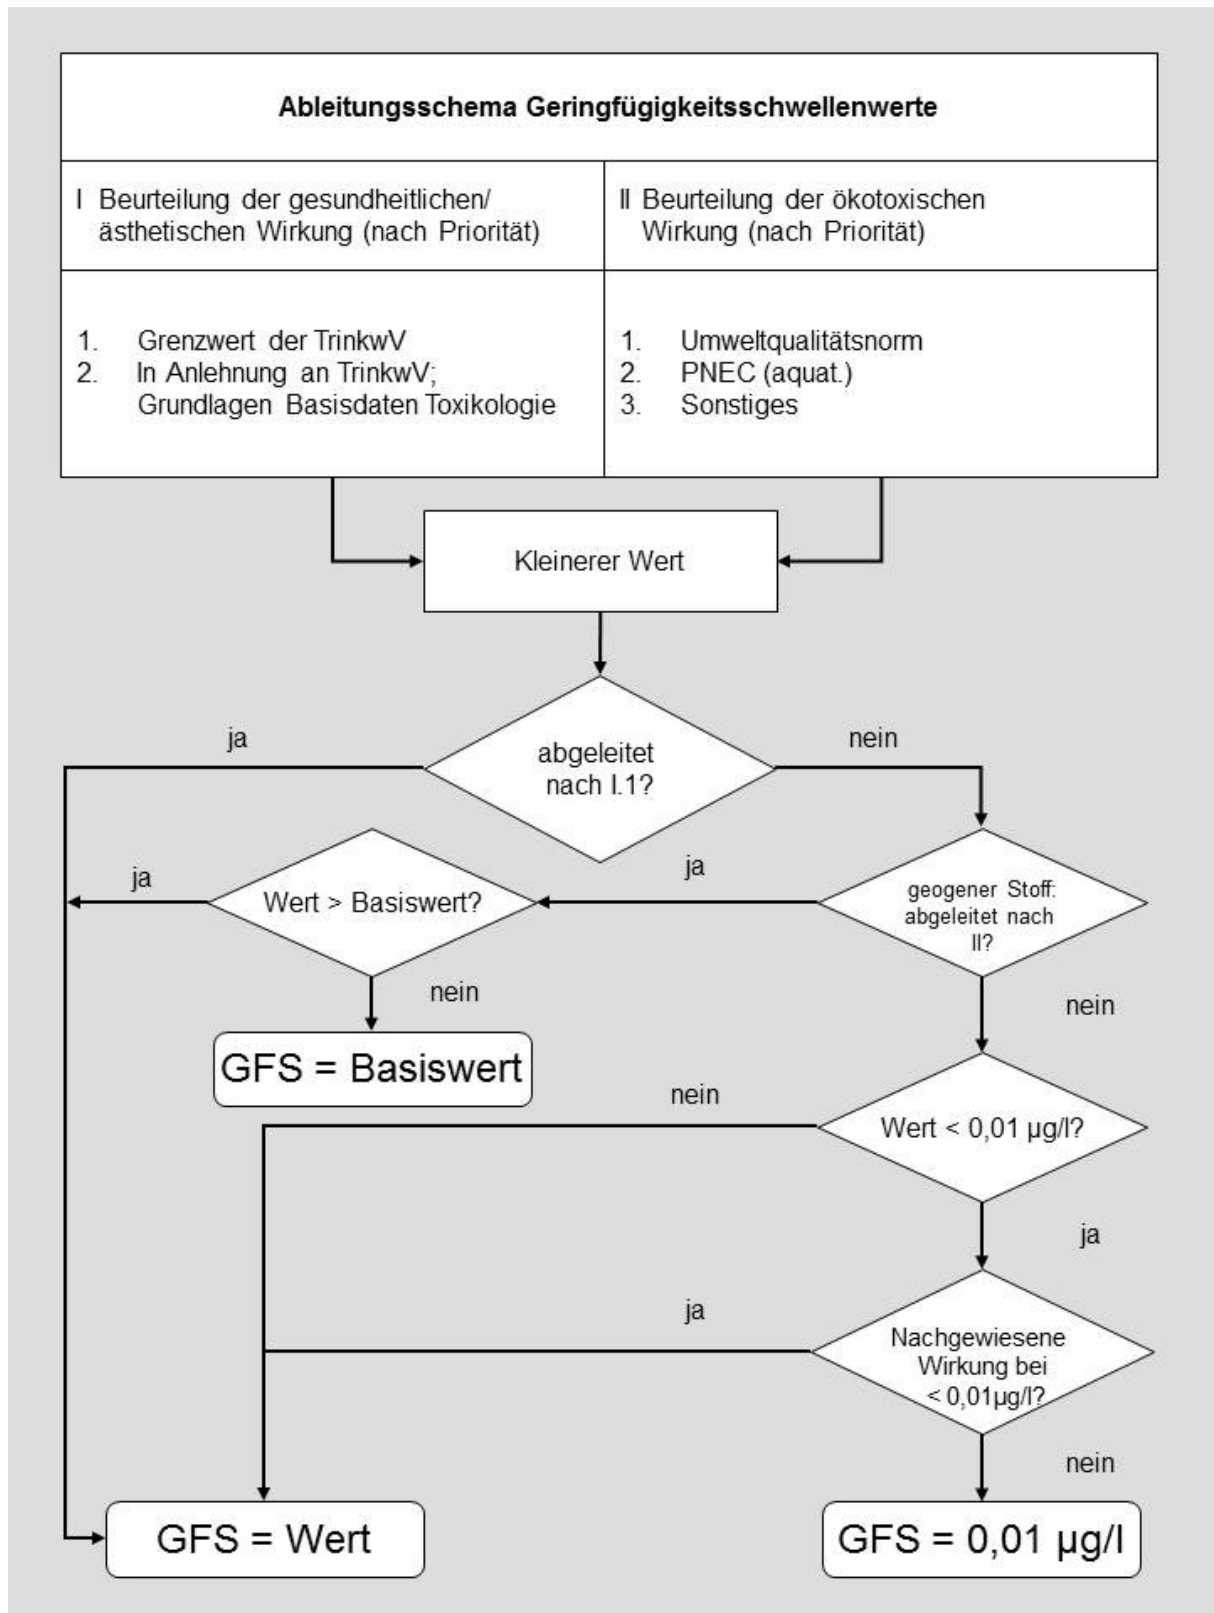 Ableitungsschema Geringfügigkeitsschwellenwerte
I Beurteilung der gesundheitlichen/
ästhetischen Wirkung (nach Priorität)
II Beurteilung der ökotoxischen
Wirkung (nach Priorität)
1. Grenzwert der TrinkwV
2. In Anlehnung an TrinkwV;
Grundlagen Basisdaten Toxikologie
1. Umweltqualitätsnorm
2. PNEC (aquat.)
3. Sonstiges
Kleinerer Wert
abgeleitet
nach I.1?
ja
nein
geogener Stoff:
abgeleitet nach
II?
ja
Wert > Basiswert?
ja
nein
GFS = Basiswert
nein
Wert < 0,01 µg/l?
nein
ja
Nachgewiesene
Wirkung bei
< 0,01µg/l?
ja
nein
GFS = Wert
GFS = 0,01 µg/l